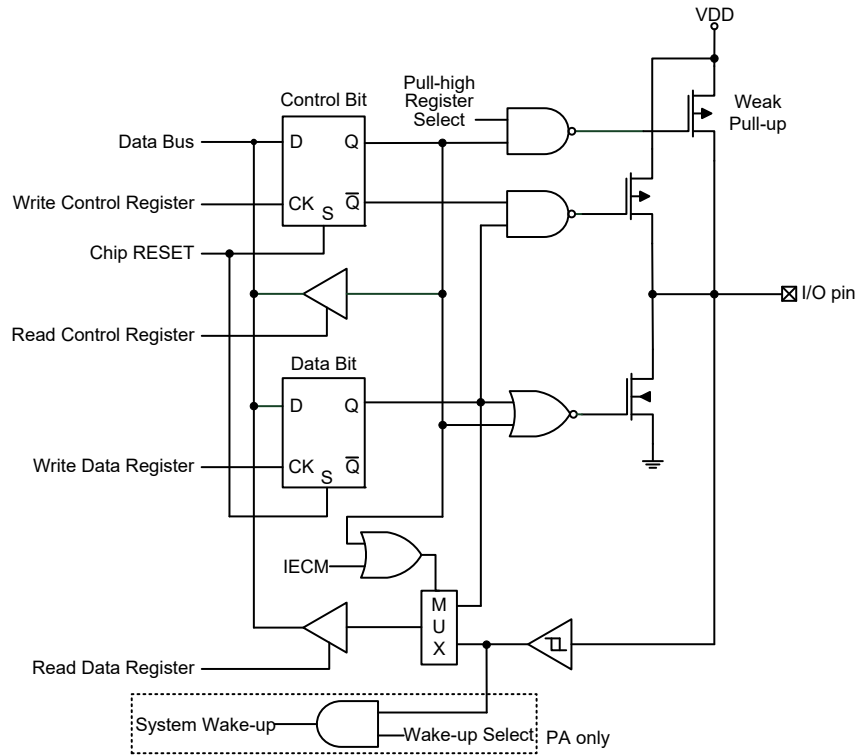 VDD
Pull-high
Register
Select
Weak
Pull-up
Control Bit
Data Bus
D
Q
Write Control Register
CK
S
Q̅
Chip RESET
I/O pin
Read Control Register
Data Bit
D
Q
Write Data Register
CK
S
Q̅
IECM
M
U
X
Read Data Register
System Wake-up
Wake-up Select
PA only